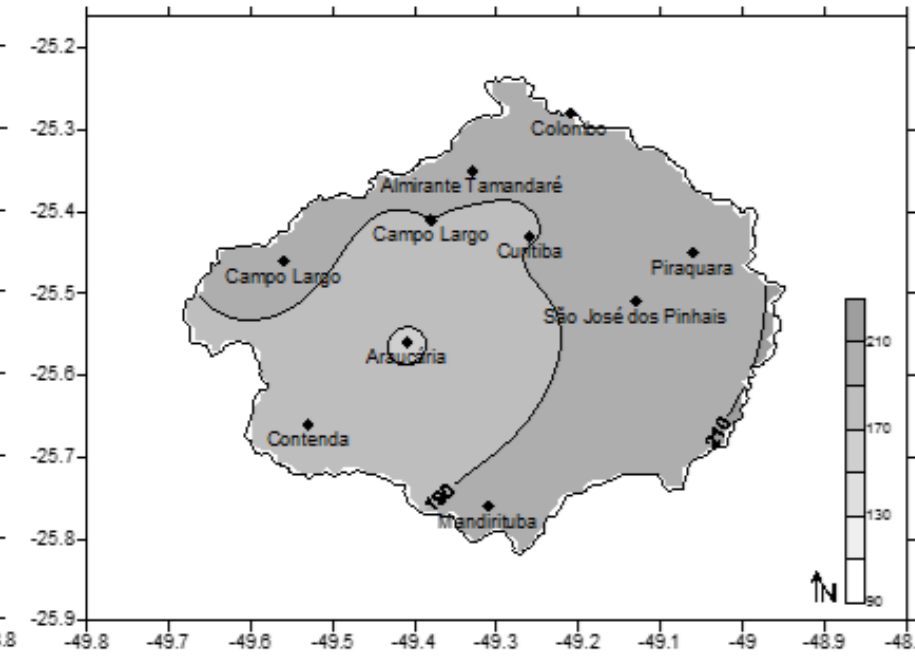 -25.2
-25.3
Colombo
Almirante Tamandaré
-25.4
Campo Largo
Curitiba
Campo Largo
Piraquara
-25.5
São José dos Pinhais
210
Araucária
-25.6
Contenda
210
170
-25.7
190
Mandirituba
130
-25.8
N
90
-25.9
-49.8
-49.7
-49.6
-49.5
-49.4
-49.3
-49.2
-49.1
-49
-48.9